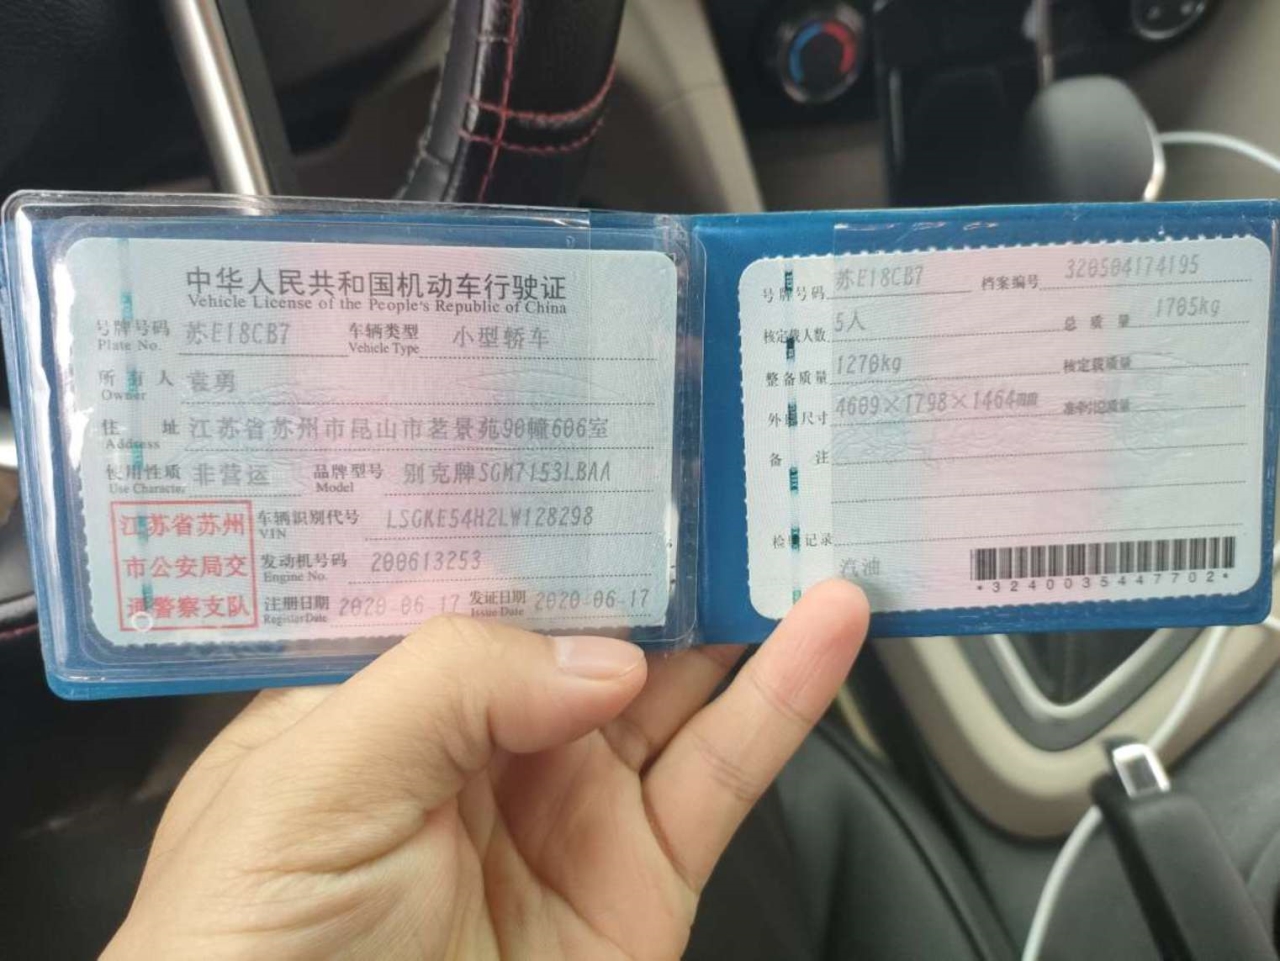 中华人民共和国机动车行驶证
Vehicle License of the People's Republic of China
号牌号码 苏E18CB7 车辆类型 小型轿车
Plate No. Vehicle Type
所有人 袁勇
Owner
住址 江苏省苏州市昆山市茗景苑90幢606室
Address
使用性质 非营运 品牌型号 别克牌SGM7153LBAA
Use Character Model
江苏省苏州
市公安局交
通警察支队
车辆识别代号 LSGKE54H2LW128298
VIN
发动机号码 200613253
Engine No.
注册日期 2020-06-17 发证日期 2020-06-17
Register Date Issue Date
号牌号码 苏E18CB7 档案编号 320504174195
核定载人数 5人 总质量 1705kg
整备质量 1270kg 核定载质量
外廓尺寸 4609×1798×1464mm 准牵引总质量
备注
检验记录
汽油
*3240035447702*